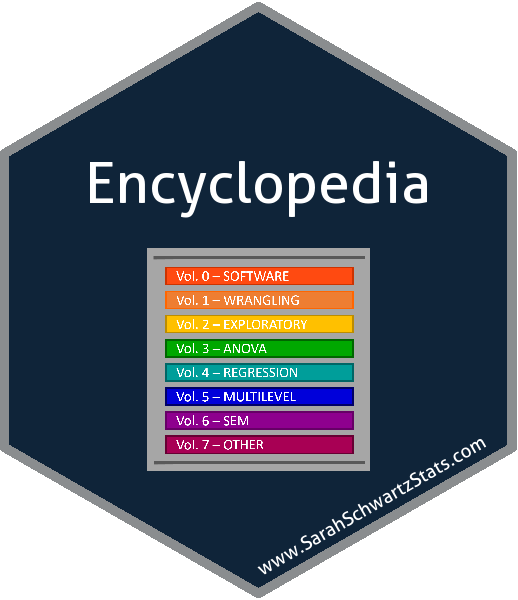 Encyclopedia
Vol. 0 – SOFTWARE
Vol. 1 – WRANGLING
Vol. 2 – EXPLORATORY
Vol. 3 – ANOVA
Vol. 4 – REGRESSION
Vol. 5 – MULTILEVEL
Vol. 6 – SEM
Vol. 7 – OTHER
www.SarahSchwartzStats.com